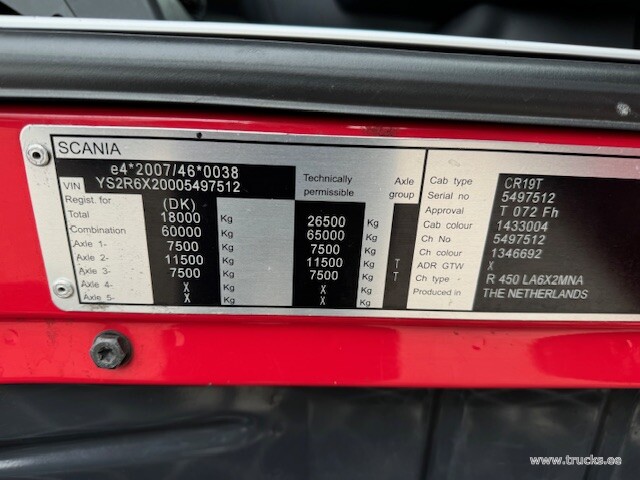 SCANIA
e4*2007/46*0038
VIN YS2R6X20005497512
Technically permissible
Axle group
Regist. for (DK)
Total 18000 Kg 26500 Kg
Combination 60000 Kg 65000 Kg
Axle 1- 7500 Kg 7500 Kg
Axle 2- 11500 Kg 11500 Kg T
Axle 3- 7500 Kg 7500 Kg T
Axle 4- X Kg X Kg
Axle 5- X Kg X Kg
Cab type CR19T
Serial no 5497512
Approval T 072 Fh
Cab colour 1433004
Ch No 5497512
Ch colour 1346692
ADR GTW X
Ch type - R 450 LA6X2MNA
Produced in THE NETHERLANDS
www.trucks.ee